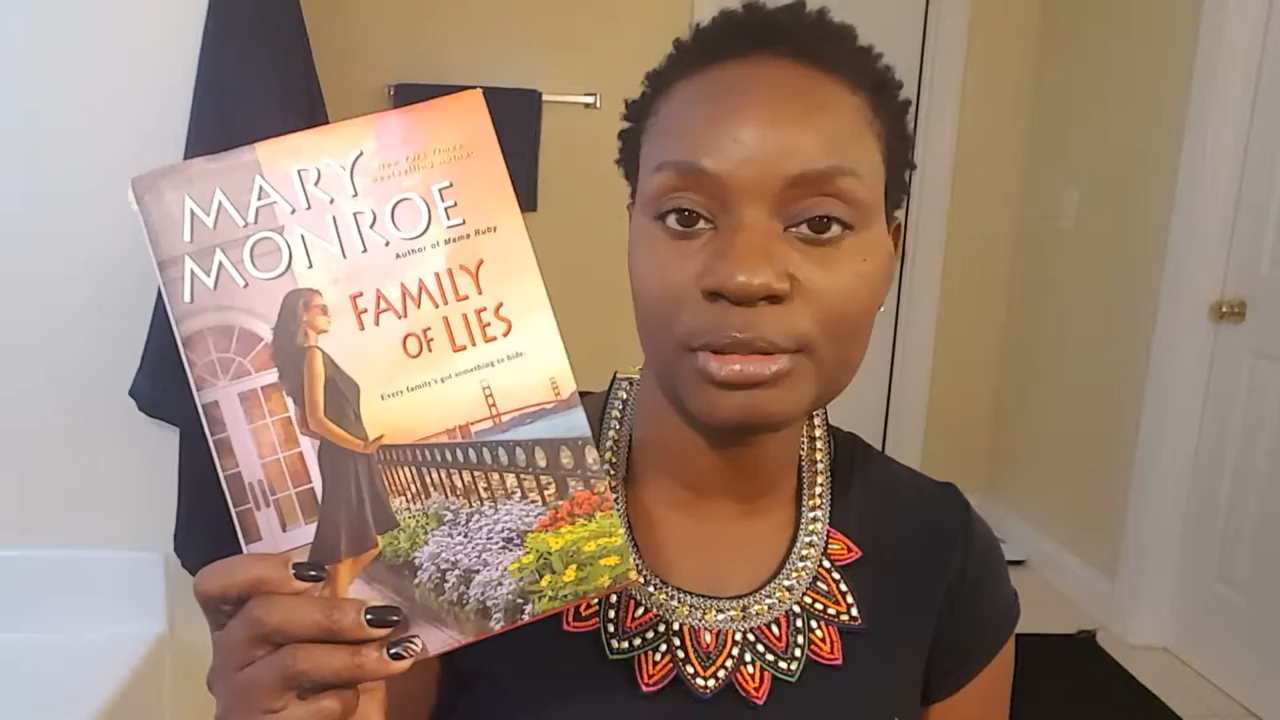 MARY
MONROE
New York Times
bestselling author
Author of Mama Ruby
FAMILY
OF LIES
Every family's got something to hide.